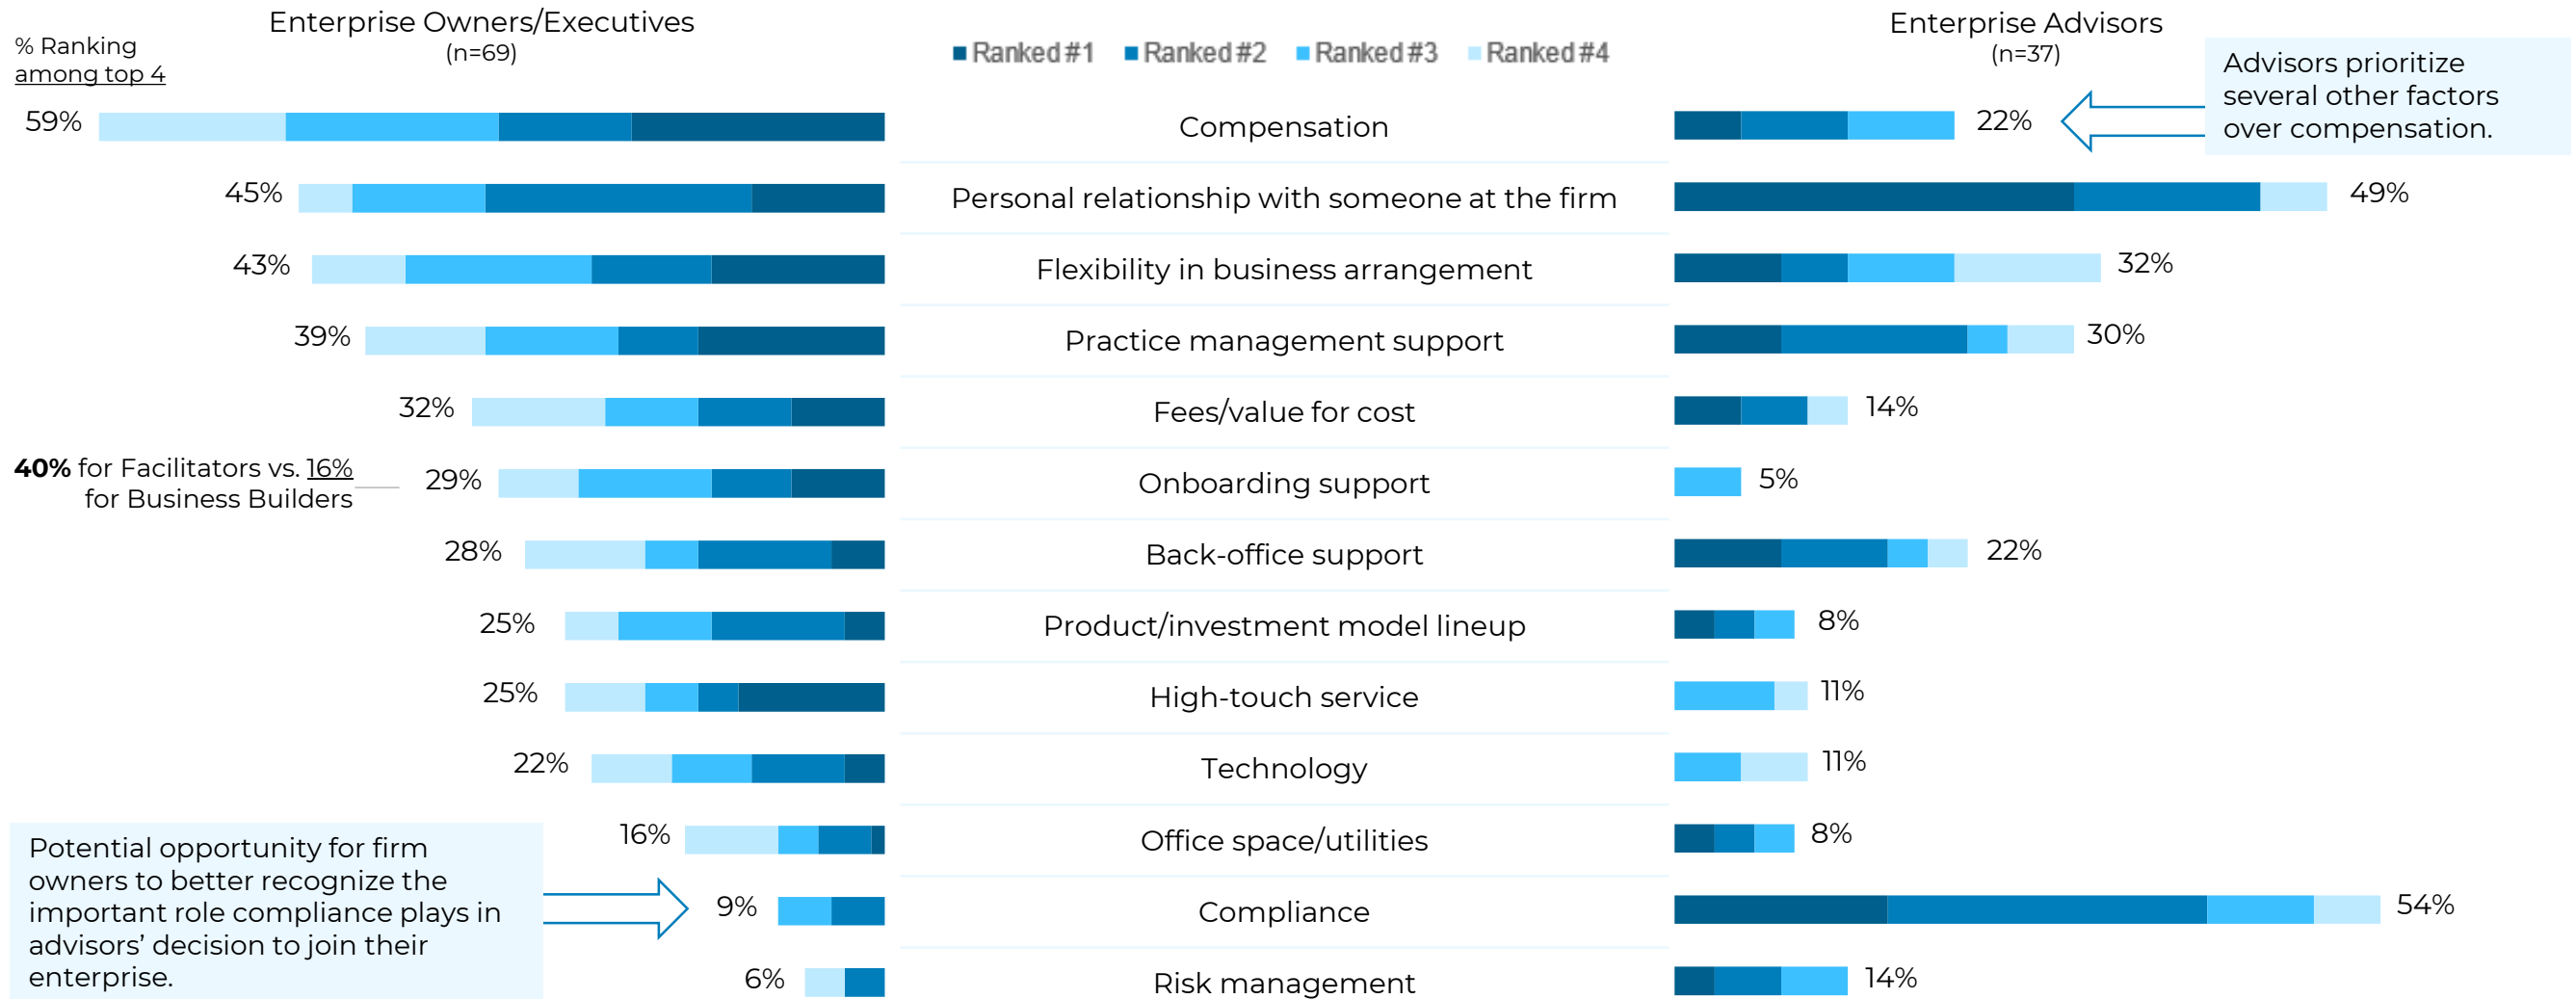 Enterprise Owners/Executives
(n=69)
% Ranking
among top 4
Ranked #1
Ranked #2
Ranked #3
Ranked #4
Enterprise Advisors
(n=37)
Advisors prioritize
several other factors
over compensation.
59%
Compensation
22%
45%
Personal relationship with someone at the firm
49%
43%
Flexibility in business arrangement
32%
39%
Practice management support
30%
32%
Fees/value for cost
14%
40% for Facilitators vs. 16%
for Business Builders
29%
Onboarding support
5%
28%
Back-office support
22%
25%
Product/investment model lineup
8%
25%
High-touch service
11%
22%
Technology
11%
16%
Office space/utilities
8%
Potential opportunity for firm
owners to better recognize the
important role compliance plays in
advisors’ decision to join their
enterprise.
9%
Compliance
54%
6%
Risk management
14%